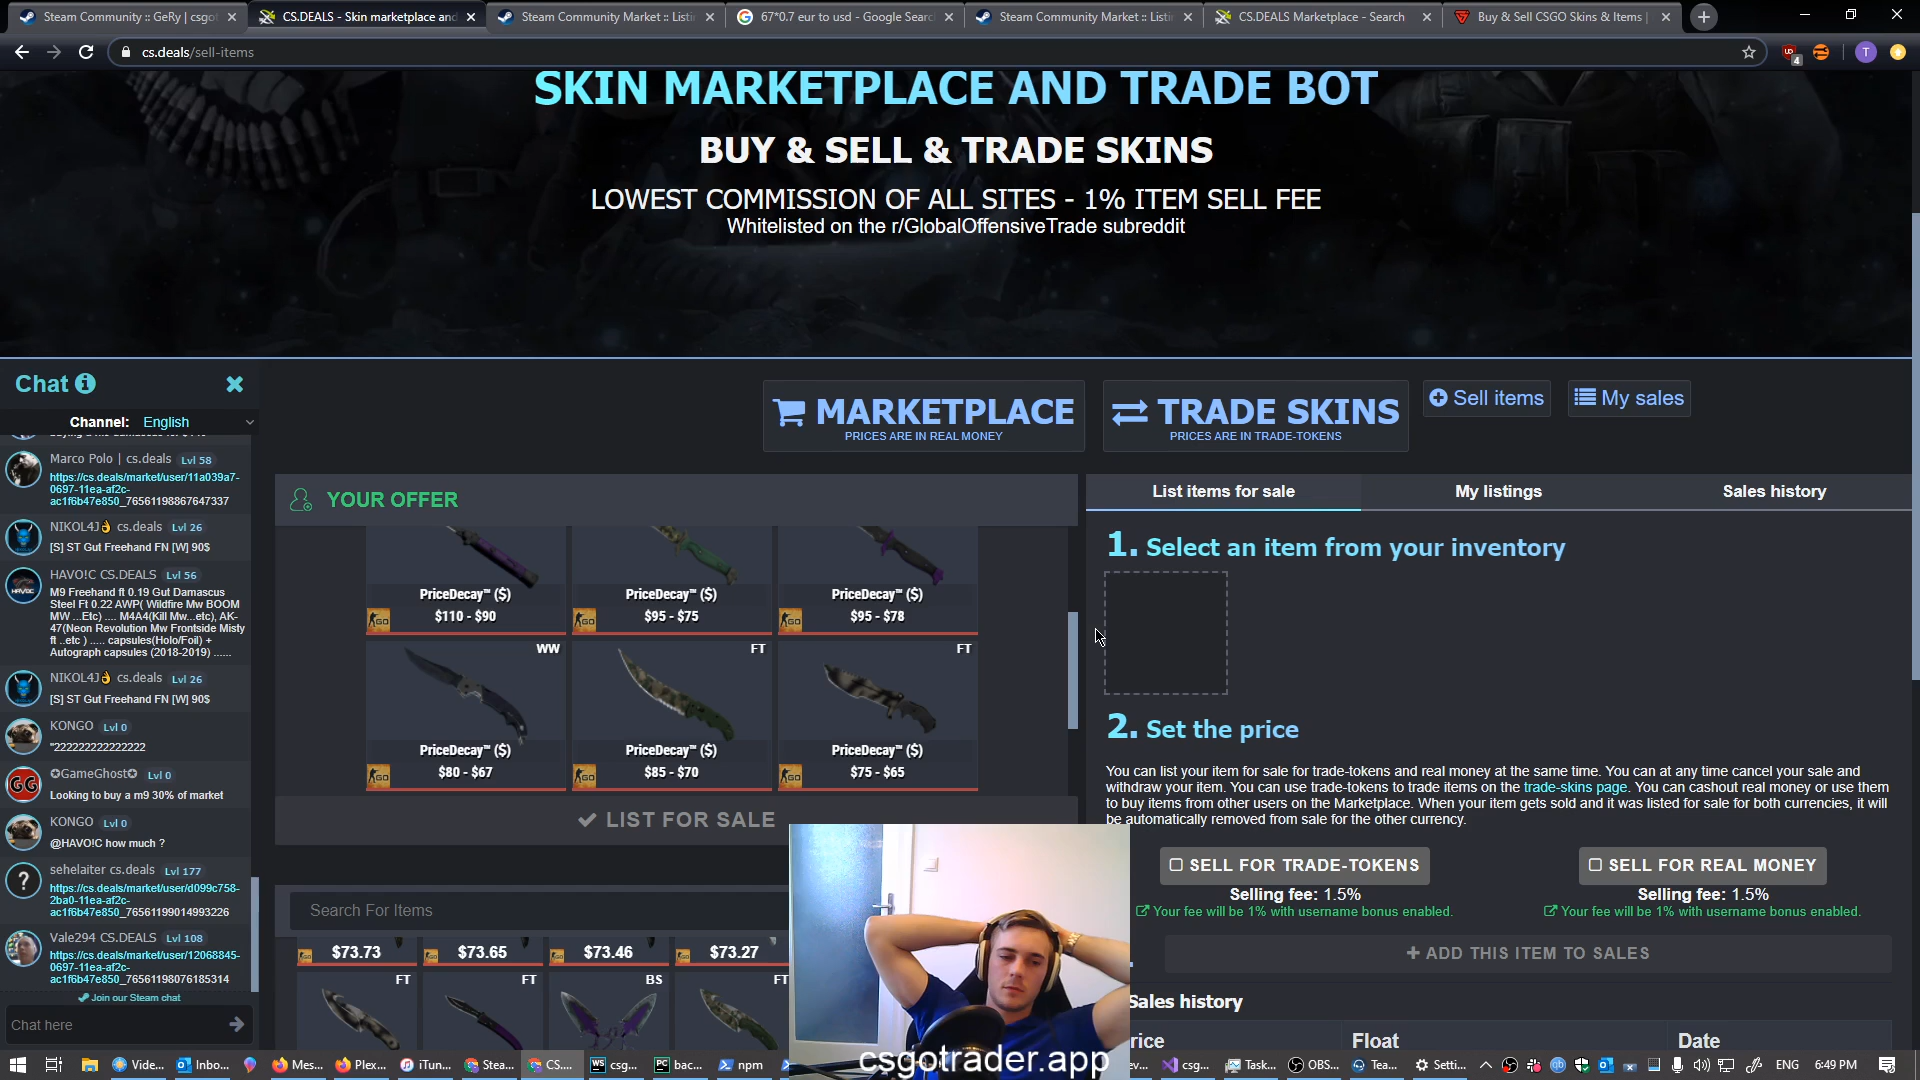 Steam Community :: GeRy | csgot
CS.DEALS - Skin marketplace and
Steam Community Market :: Listi
67*0.7 eur to usd - Google Searc
Steam Community Market :: Listi
CS.DEALS Marketplace - Search
Buy & Sell CSGO Skins & Items |
cs.deals/sell-items
4
T
SKIN MARKETPLACE AND TRADE BOT
BUY & SELL & TRADE SKINS
LOWEST COMMISSION OF ALL SITES - 1% ITEM SELL FEE
Whitelisted on the r/GlobalOffensiveTrade subreddit
Chat
Channel: English
Marco Polo | cs.deals Lvl 58
https://cs.deals/market/user/11a039a7-
0697-11ea-af2c-
ac1f6b47e850_76561198867647337
NIKOL4J👌 cs.deals Lvl 26
[S] ST Gut Freehand FN [W] 90$
HAVO!C CS.DEALS Lvl 56
M9 Freehand ft 0.19 Gut Damascus
Steel Ft 0.22 AWP( Wildfire Mw BOOM
MW ...Etc) .... M4A4(Kill Mw...etc), AK-
47(Neon Revolution Mw Frontside Misty
ft ..etc ) ..... capsules(Holo/Foil) +
Autograph capsules (2018-2019) ......
NIKOL4J👌 cs.deals Lvl 26
[S] ST Gut Freehand FN [W] 90$
KONGO Lvl 0
"222222222222222
✪GameGhost✪ Lvl 0
Looking to buy a m9 30% of market
KONGO Lvl 0
@HAVO!C how much ?
sehelaiter cs.deals Lvl 177
https://cs.deals/market/user/d099c758-
2ba0-11ea-af2c-
ac1f6b47e850_76561199014993226
Vale294 CS.DEALS Lvl 108
https://cs.deals/market/user/12068845-
0697-11ea-af2c-
ac1f6b47e850_76561198076185314
Join our Steam chat
Chat here
MARKETPLACE
PRICES ARE IN REAL MONEY
TRADE SKINS
PRICES ARE IN TRADE-TOKENS
Sell items
My sales
YOUR OFFER
PriceDecay™ ($)
$110 - $90
PriceDecay™ ($)
$95 - $75
PriceDecay™ ($)
$95 - $78
WW
PriceDecay™ ($)
$80 - $67
FT
PriceDecay™ ($)
$85 - $70
FT
PriceDecay™ ($)
$75 - $65
LIST FOR SALE
Search For Items
$73.73
$73.65
$73.46
$73.27
FT
FT
BS
FT
List items for sale
My listings
Sales history
1. Select an item from your inventory
2. Set the price
You can list your item for sale for trade-tokens and real money at the same time. You can at any time cancel your sale and
withdraw your item. You can use trade-tokens to trade items on the trade-skins page. You can cashout real money or use them
to buy items from other users on the Marketplace. When your item gets sold and it was listed for sale for both currencies, it will
be automatically removed from sale for the other currency.
SELL FOR TRADE-TOKENS
Selling fee: 1.5%
Your fee will be 1% with username bonus enabled.
SELL FOR REAL MONEY
Selling fee: 1.5%
Your fee will be 1% with username bonus enabled.
ADD THIS ITEM TO SALES
Sales history
rice
Float
Date
csgotrader.app
Vide...
Inbo...
Mes...
Plex...
iTun...
Stea...
CS....
csg...
bac...
npm
ev...
csg...
Task...
OBS...
Tea...
Setti...
ENG
6:49 PM